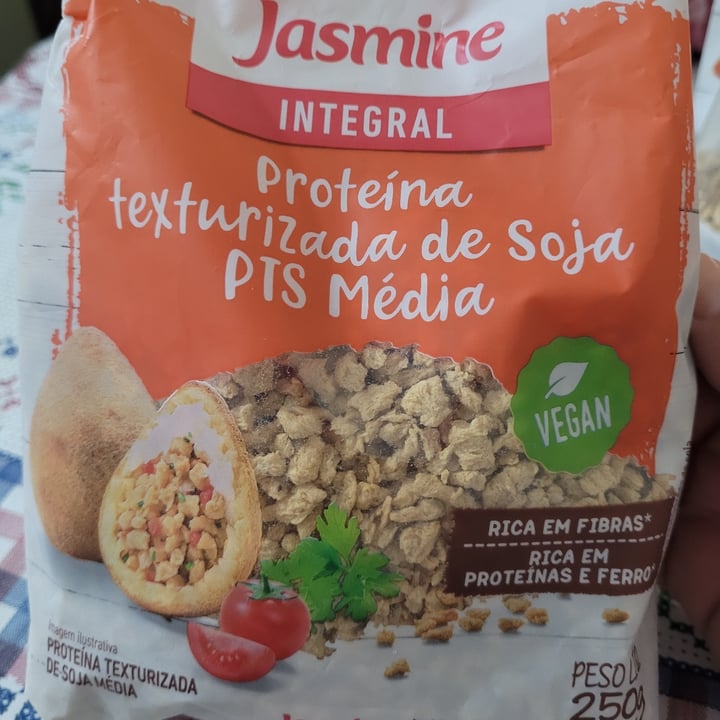 Jasmine
INTEGRAL
Proteína
texturizada de Soja
PTS Média
VEGAN
RICA EM FIBRAS*
RICA EM
PROTEÍNAS E FERRO*
Imagem ilustrativa
PROTEÍNA TEXTURIZADA
DE SOJA MÉDIA
PESO
250g